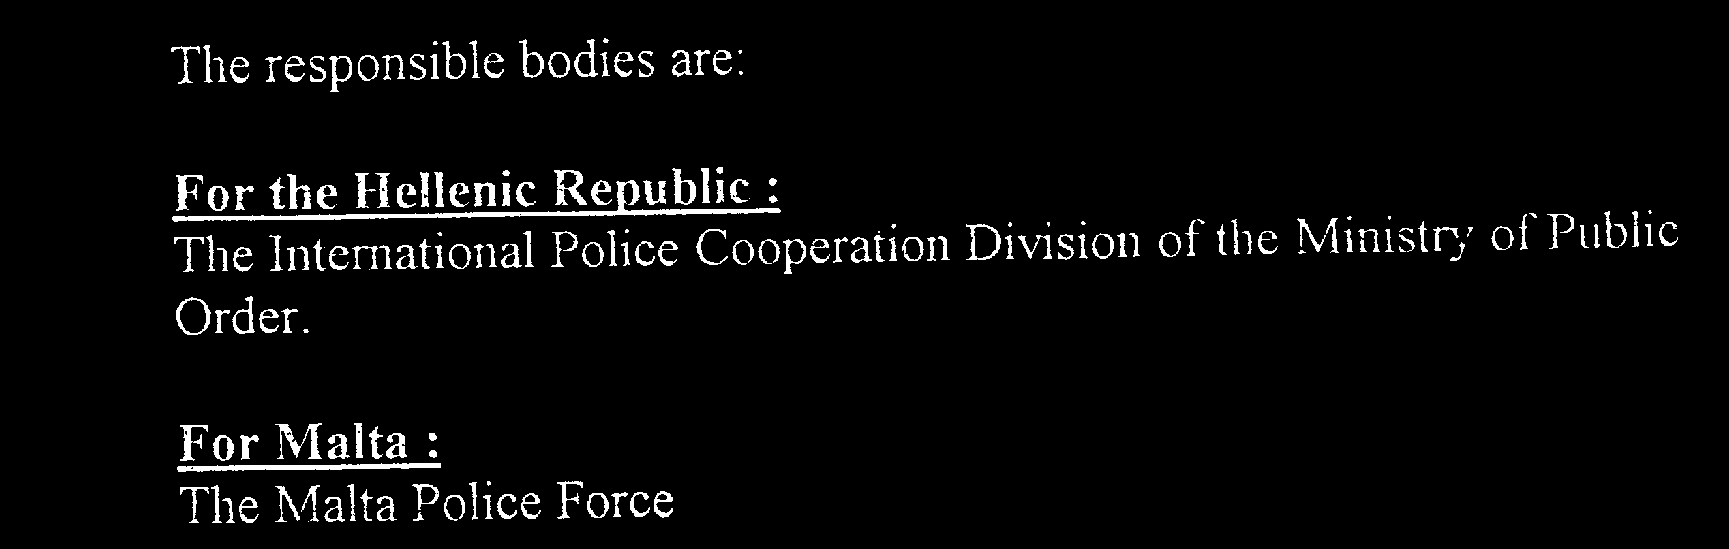 The responsible bodies are:
For the Hellenic Republic :
The International Police Cooperation Division of the Ministry of Public
Order.
For Malta :
The Malta Police Force